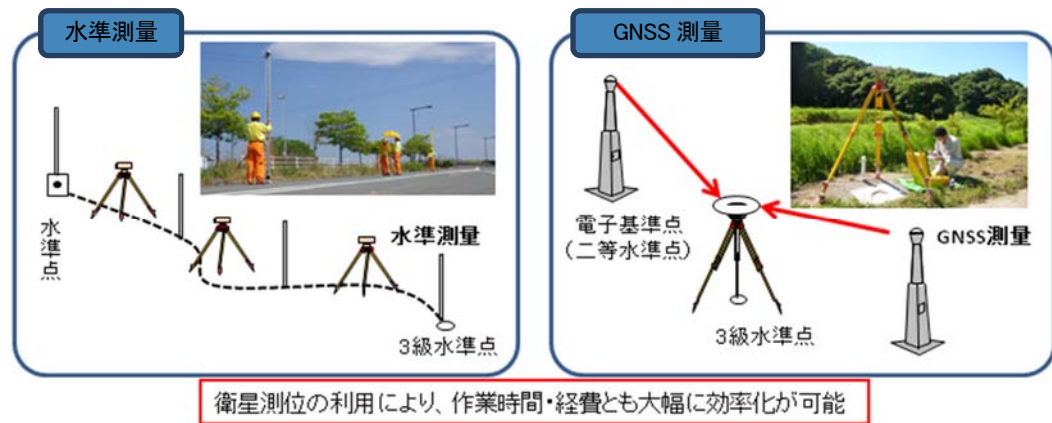 水準測量
水準点
水準測量
3級水準点
GNSS 測量
電子基準点
(二等水準点)
GNSS測量
3級水準点
衛星測位の利用により、作業時間・経費とも大幅に効率化が可能